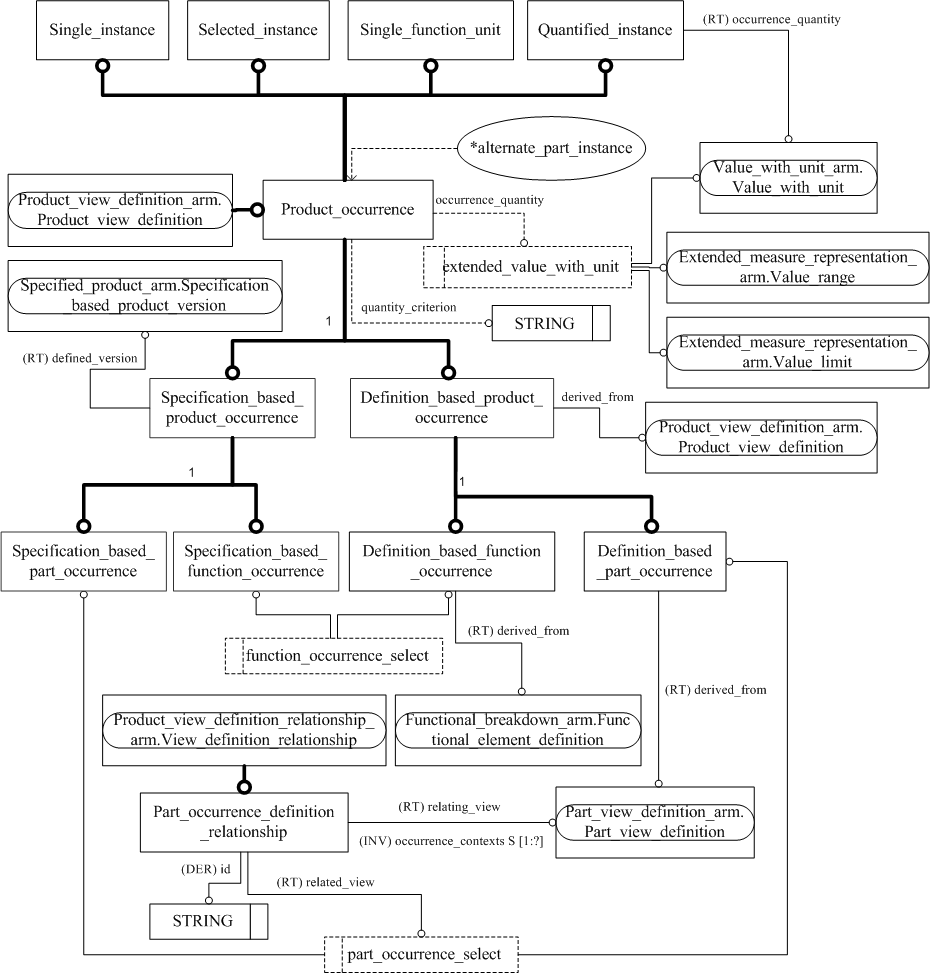 Single_instance
Selected_instance
Single_function_unit
Quantified_instance
(RT) occurrence_quantity
*alternate_part_instance
Value_with_unit_arm.
Value_with_unit
Product_view_definition_arm.
Product_view_definition
Product_occurrence
occurrence_quantity
extended_value_with_unit
Extended_measure_representation_
arm.Value_range
Specified_product_arm.Specification
_based_product_version
quantity_criterion
STRING
1
Extended_measure_representation_
arm.Value_limit
(RT) defined_version
Specification_based_
product_occurrence
Definition_based_product_
occurrence
derived_from
Product_view_definition_arm.
Product_view_definition
1
1
Specification_based_
part_occurrence
Specification_based_
function_occurrence
Definition_based_function
_occurrence
Definition_based
_part_occurrence
(RT) derived_from
function_occurrence_select
(RT) derived_from
Product_view_definition_relationship_
arm.View_definition_relationship
Functional_breakdown_arm.Func
tional_element_definition
Part_occurrence_definition
_relationship
(RT) relating_view
(INV) occurrence_contexts S [1:?]
Part_view_definition_arm.
Part_view_definition
(DER) id
(RT) related_view
STRING
part_occurrence_select